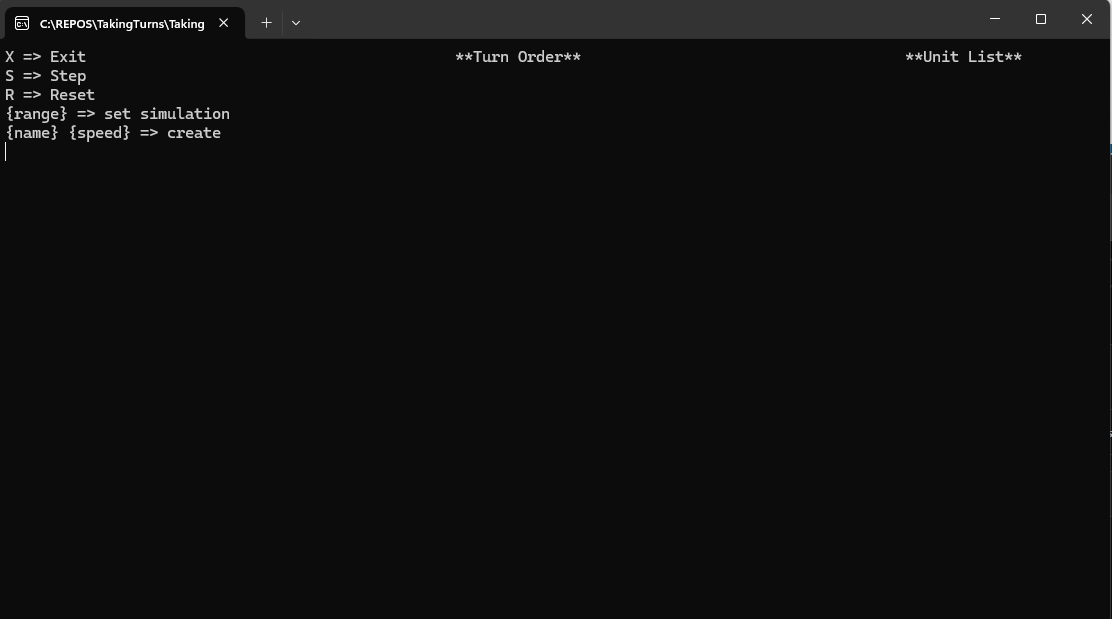 C:\REPOS\TakingTurns\Taking
X => Exit
**Turn Order**
**Unit List**
S => Step
R => Reset
{range} => set simulation
{name} {speed} => create